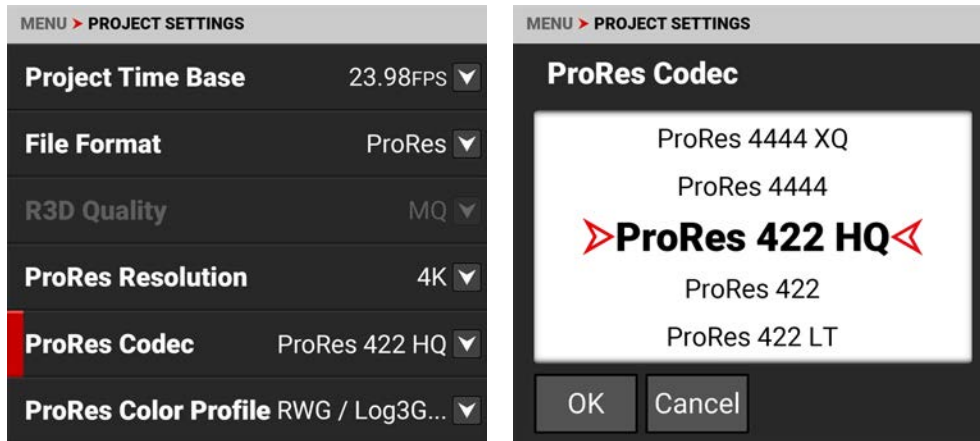 MENU > PROJECT SETTINGS
Project Time Base 23.98FPS
File Format ProRes
R3D Quality MQ
ProRes Resolution 4K
ProRes Codec ProRes 422 HQ
ProRes Color Profile RWG / Log3G...
MENU > PROJECT SETTINGS
ProRes Codec
ProRes 4444 XQ
ProRes 4444
ProRes 422 HQ
ProRes 422
ProRes 422 LT
OK Cancel